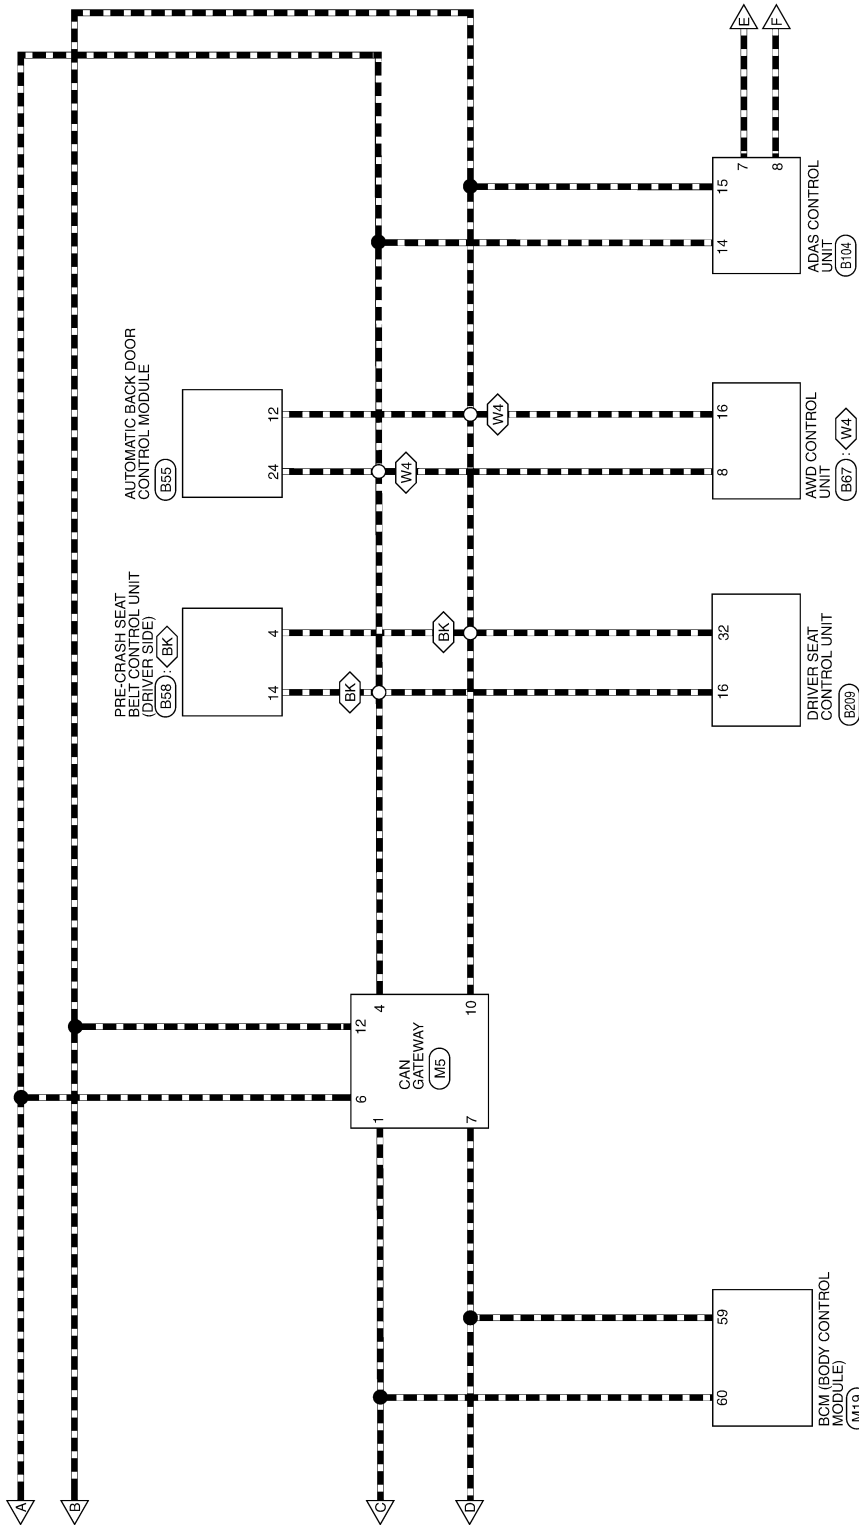 A
B
C
D
E
F
AUTOMATIC BACK DOOR
CONTROL MODULE
B55
24
12
PRE-CRASH SEAT
BELT CONTROL UNIT
(DRIVER SIDE)
B58 : BK
14
4
BK
BK
W4
W4
CAN
GATEWAY
M5
6
12
1
7
4
10
60
59
BCM (BODY CONTROL
MODULE)
M19
16
32
DRIVER SEAT
CONTROL UNIT
B209
8
16
AWD CONTROL
UNIT
B67 : W4
14
15
7
8
ADAS CONTROL
UNIT
B104